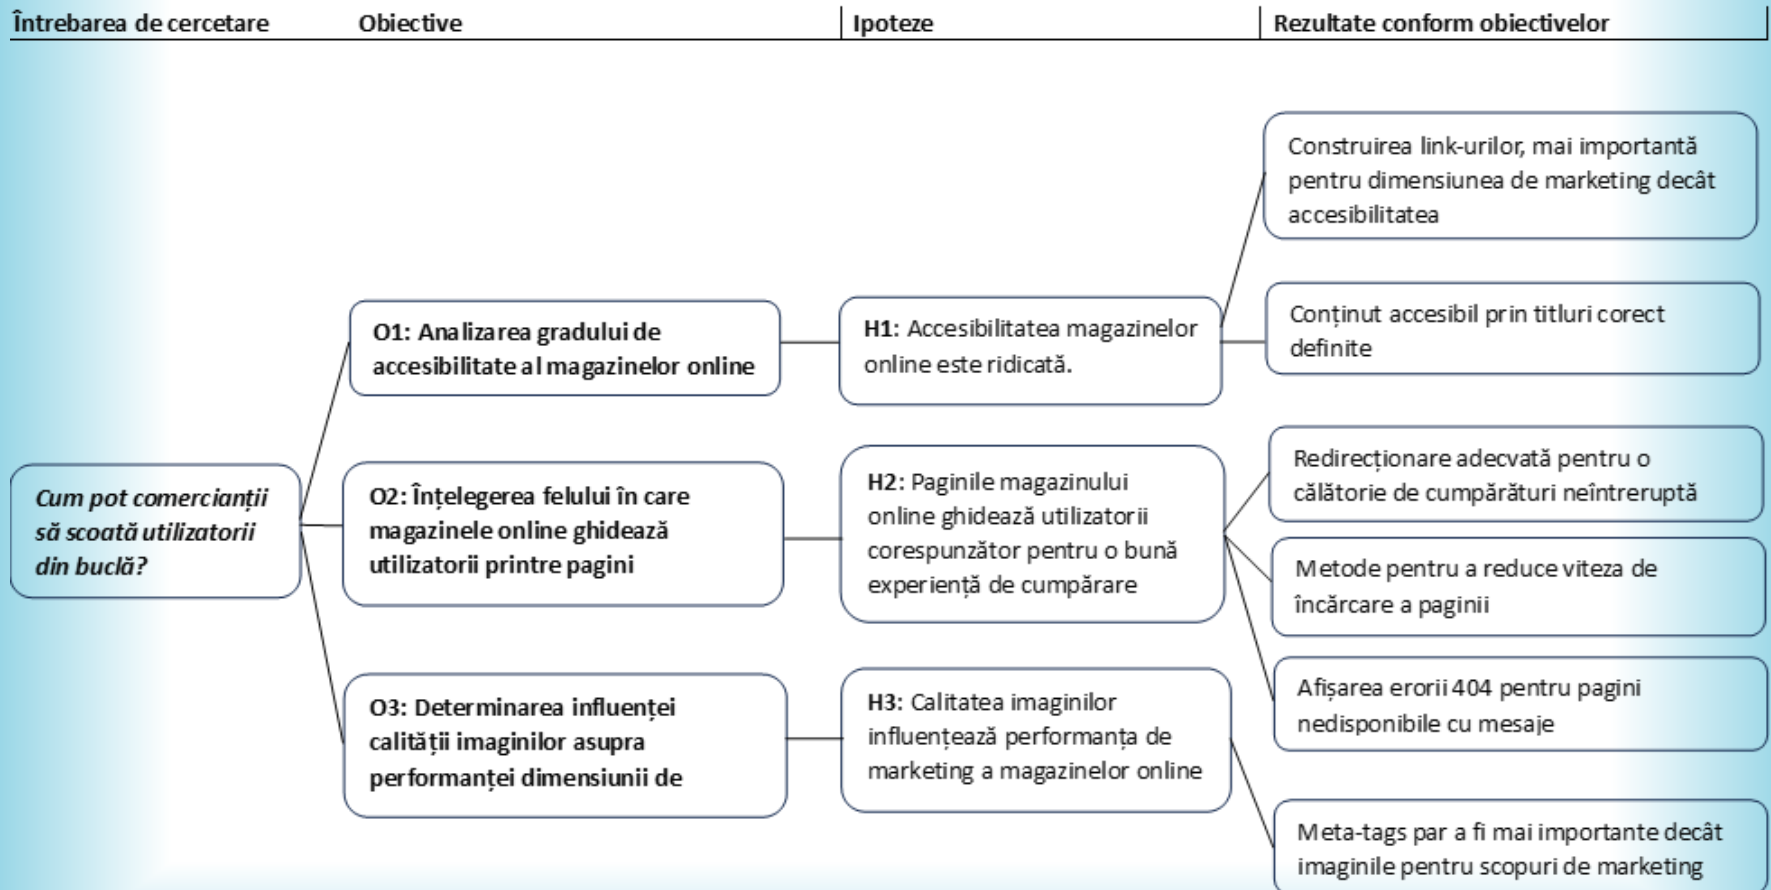 Întrebarea de cercetare
Obiective
Ipoteze
Rezultate conform obiectivelor
Cum pot comercianții
să scoată utilizatorii
din buclă?
O1: Analizarea gradului de
accesibilitate al magazinelor online
O2: Înțelegerea felului în care
magazinele online ghidează
utilizatorii printre pagini
O3: Determinarea influenței
calității imaginilor asupra
performanței dimensiunii de
H1: Accesibilitatea magazinelor
online este ridicată.
H2: Paginile magazinului
online ghidează utilizatorii
corespunzător pentru o bună
experiență de cumpărare
H3: Calitatea imaginilor
influențează performanța de
marketing a magazinelor online
Construirea link-urilor, mai importantă
pentru dimensiunea de marketing decât
accesibilitatea
Conținut accesibil prin titluri corect
definite
Redirecționare adecvată pentru o
călătorie de cumpărături neîntreruptă
Metode pentru a reduce viteza de
încărcare a paginii
Afișarea erorii 404 pentru pagini
nedisponibile cu mesaje
Meta-tags par a fi mai importante decât
imaginile pentru scopuri de marketing